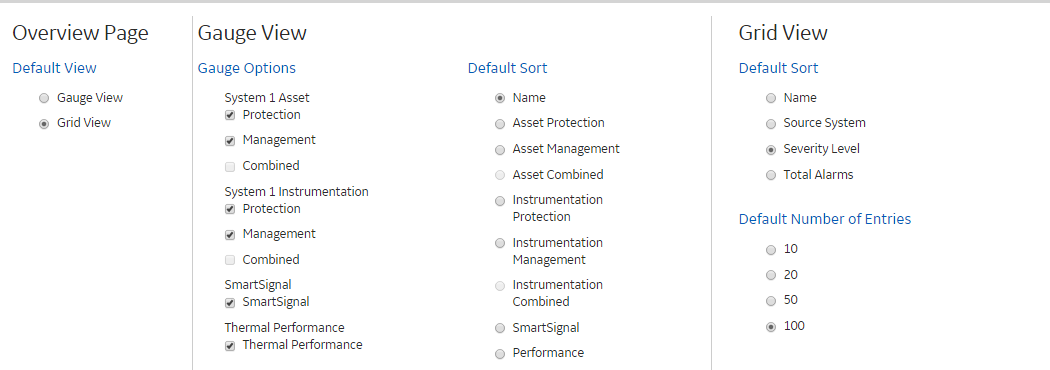 Overview Page
Default View
Gauge View
Grid View
Gauge View
Gauge Options
System 1 Asset
Protection
Management
Combined
System 1 Instrumentation
Protection
Management
Combined
SmartSignal
SmartSignal
Thermal Performance
Thermal Performance
Default Sort
Name
Asset Protection
Asset Management
Asset Combined
Instrumentation
Protection
Instrumentation
Management
Instrumentation
Combined
SmartSignal
Performance
Grid View
Default Sort
Name
Source System
Severity Level
Total Alarms
Default Number of Entries
10
20
50
100